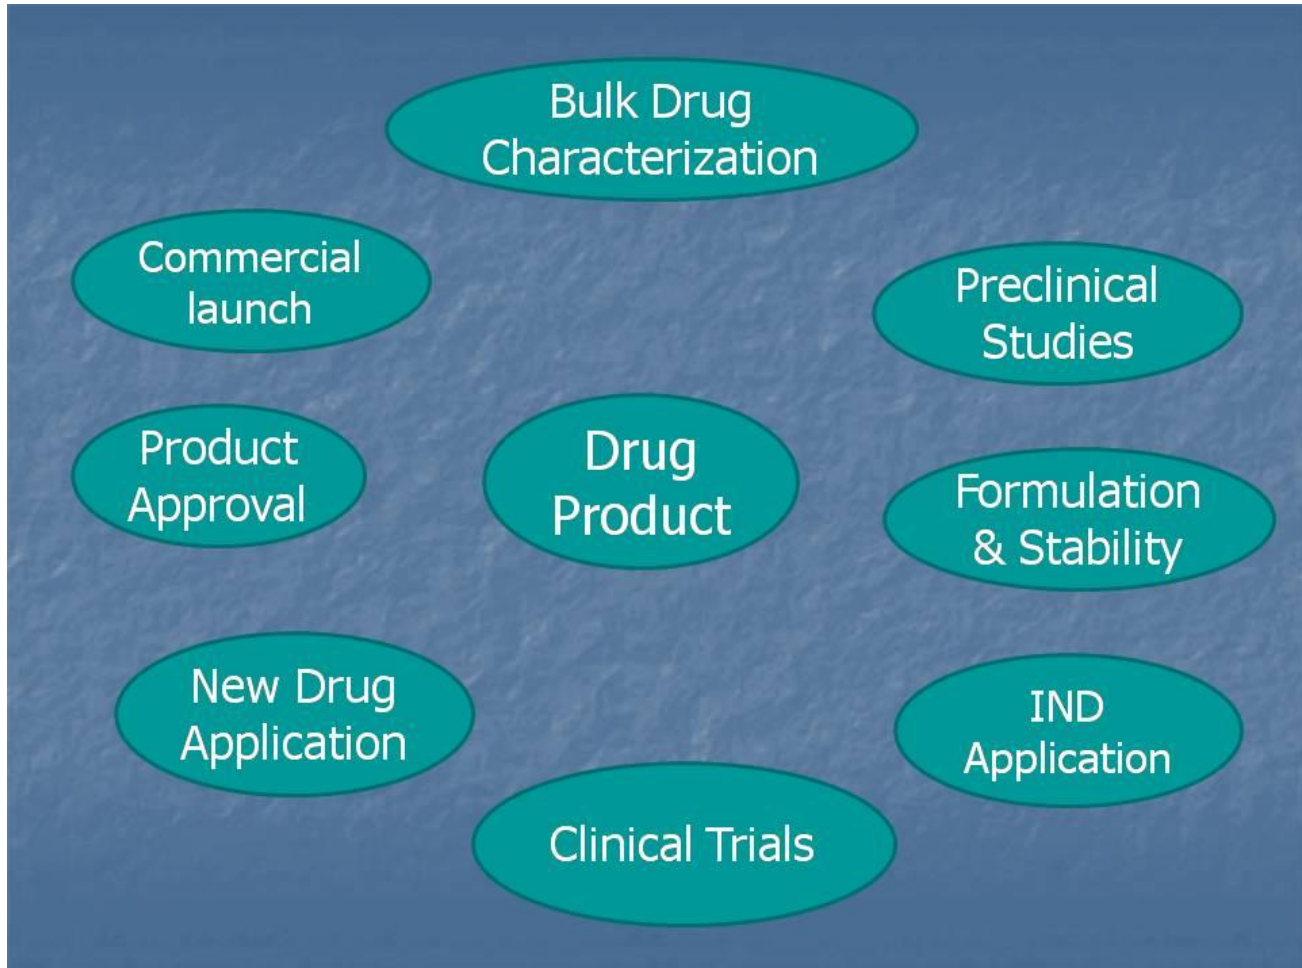 Bulk Drug
Characterization
Commercial
launch
Preclinical
Studies
Product
Approval
Drug
Product
Formulation
& Stability
New Drug
Application
IND
Application
Clinical Trials